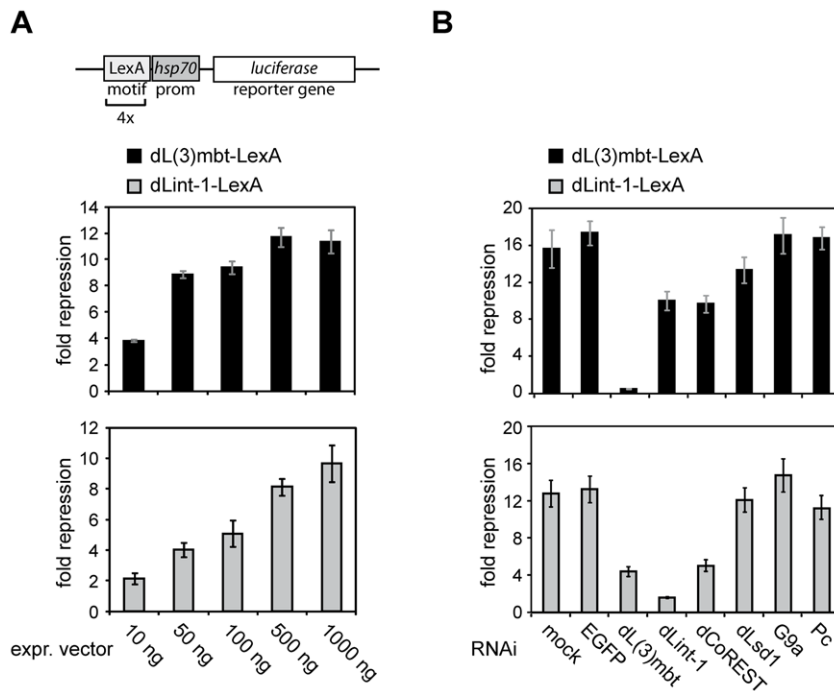 A
LexA
hsp70
luciferase
motif
prom
reporter gene
4x
dL(3)mbt-LexA
dLint-1-LexA
fold repression
14
12
10
8
6
4
2
0
fold repression
12
10
8
6
4
2
0
expr. vector
10 ng
50 ng
100 ng
500 ng
1000 ng
B
dL(3)mbt-LexA
dLint-1-LexA
fold repression
20
16
12
8
4
0
fold repression
20
16
12
8
4
0
RNAi
mock
EGFP
dL(3)mbt
dLint-1
dCoREST
dLsd1
G9a
Pc